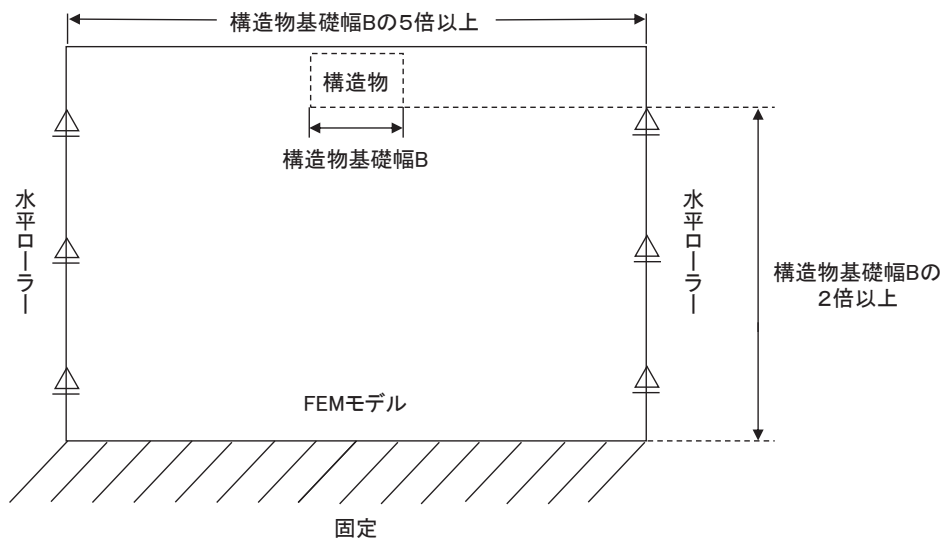 構造物基礎幅Bの5倍以上
構造物
構造物基礎幅B
水平ローラー
水平ローラー
構造物基礎幅Bの
2倍以上
FEMモデル
固定